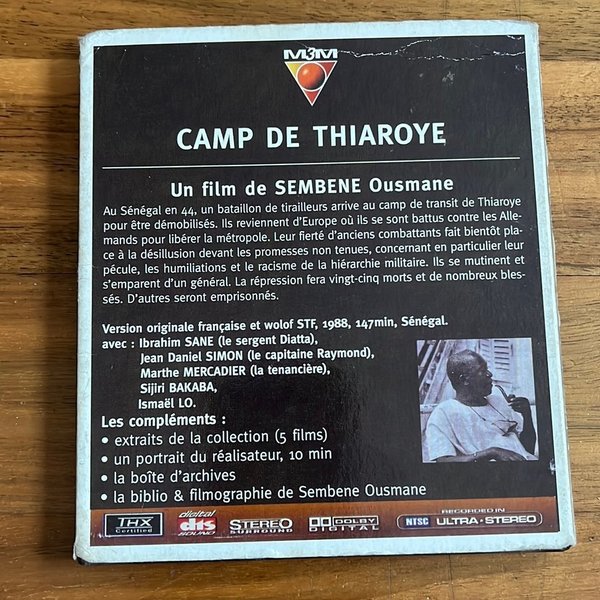 M3M
CAMP DE THIAROYE
Un film de SEMBENE Ousmane
Au Sénégal en 44, un bataillon de tirailleurs arrive au camp de transit de Thiaroye
pour être démobilisés. Ils reviennent d'Europe où ils se sont battus contre les Alle-
mands pour libérer la métropole. Leur fierté d'anciens combattants fait bientôt pla-
ce à la désillusion devant les promesses non tenues, concernant en particulier leur
pécule, les humiliations et le racisme de la hiérarchie militaire. Ils se mutinent et
s'emparent d'un général. La répression fera vingt-cinq morts et de nombreux bles-
sés. D'autres seront emprisonnés.
Version originale française et wolof STF, 1988, 147min, Sénégal.
avec : Ibrahim SANE (le sergent Diatta),
Jean Daniel SIMON (le capitaine Raymond),
Marthe MERCADIER (la tenancière),
Sijiri BAKABA,
Ismaël LO.
Les compléments :
• extraits de la collection (5 films)
• un portrait du réalisateur, 10 min
• la boîte d'archives
• la biblio & filmographie de Sembene Ousmane
THX
Certified
digital
dts
SOUND
STEREO
SURROUND
DOLBY
DIGITAL
RECORDED IN
NTSC ULTRA-STEREO